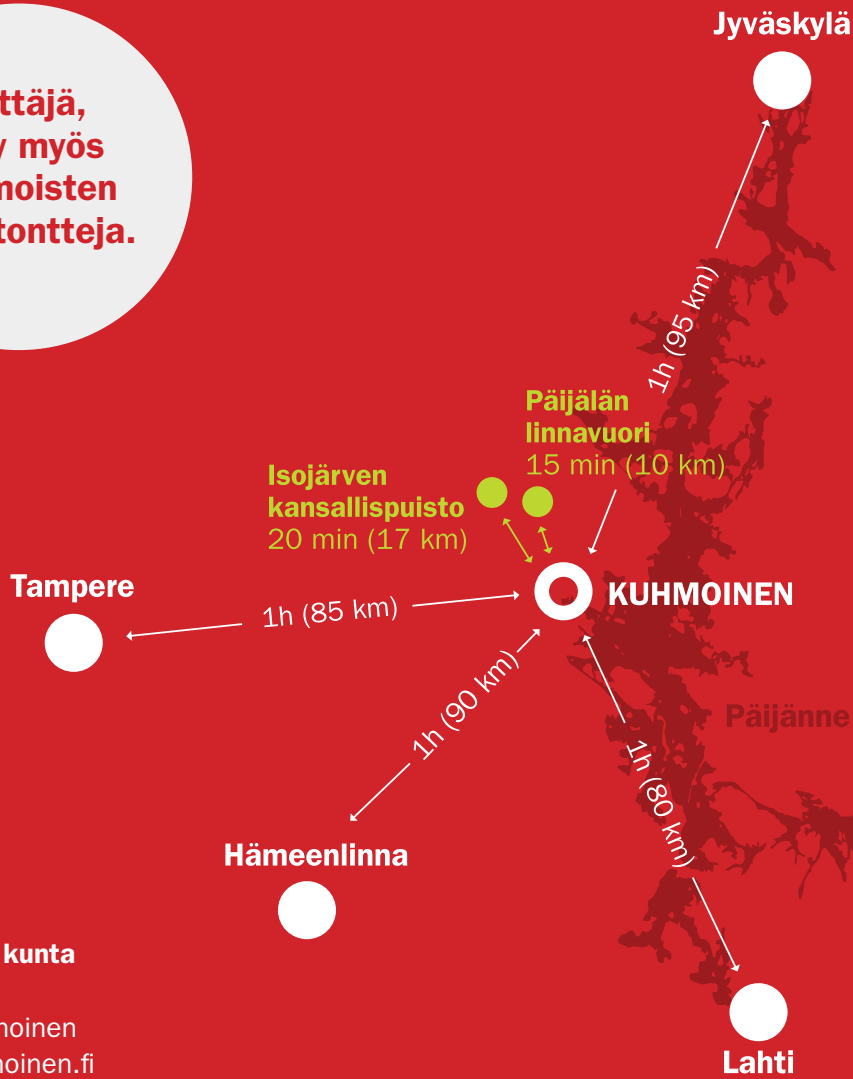 Jyväskylä
ttäjä,
myös
moisten
tontteja.
1h (95 km)
Päijälän
linnavuori
15 min (10 km)
Isojärven
kansallispuisto
20 min (17 km)
Tampere
1h (85 km)
KUHMOINEN
1h (90 km)
Päijänne
1h (80 km)
Hämeenlinna
kunta
moinen
moinen.fi
Lahti